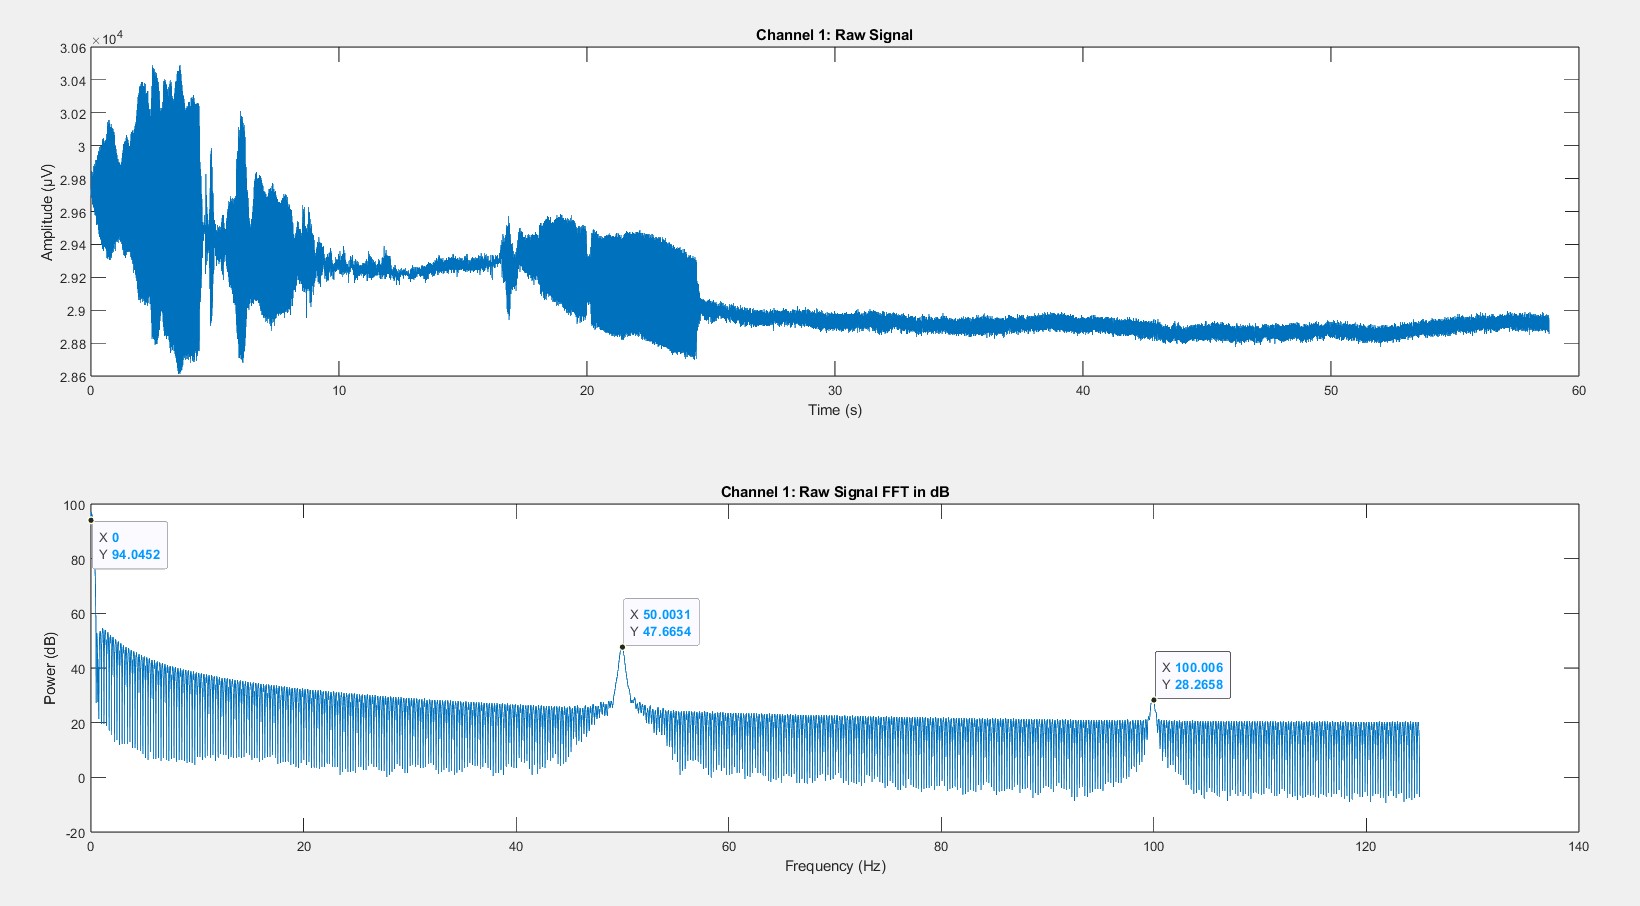 Channel 1: Raw Signal
×10⁴
3.06
3.04
3.02
3
2.98
2.96
2.94
2.92
2.9
2.88
2.86
Amplitude (μV)
0 10 20 30 40 50 60
Time (s)
Channel 1: Raw Signal FFT in dB
100
80
60
40
20
0
-20
Power (dB)
X 0
Y 94.0452
X 50.0031
Y 47.6654
X 100.006
Y 28.2658
0 20 40 60 80 100 120 140
Frequency (Hz)